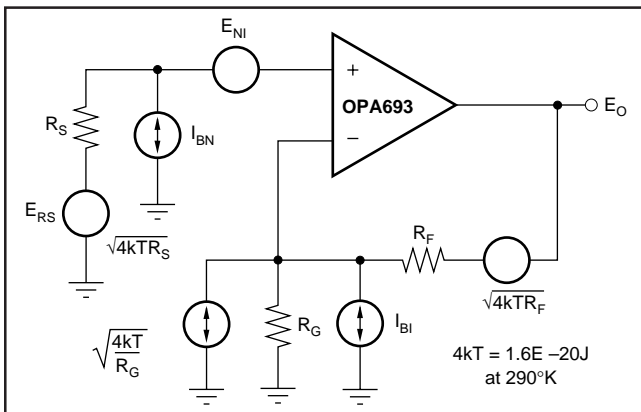 E_NI
+
OPA693
−
E_O
R_S
I_BN
E_RS
√4kTR_S
R_F
√4kTR_F
√4kT/R_G
R_G
I_BI
4kT = 1.6E –20J
at 290°K